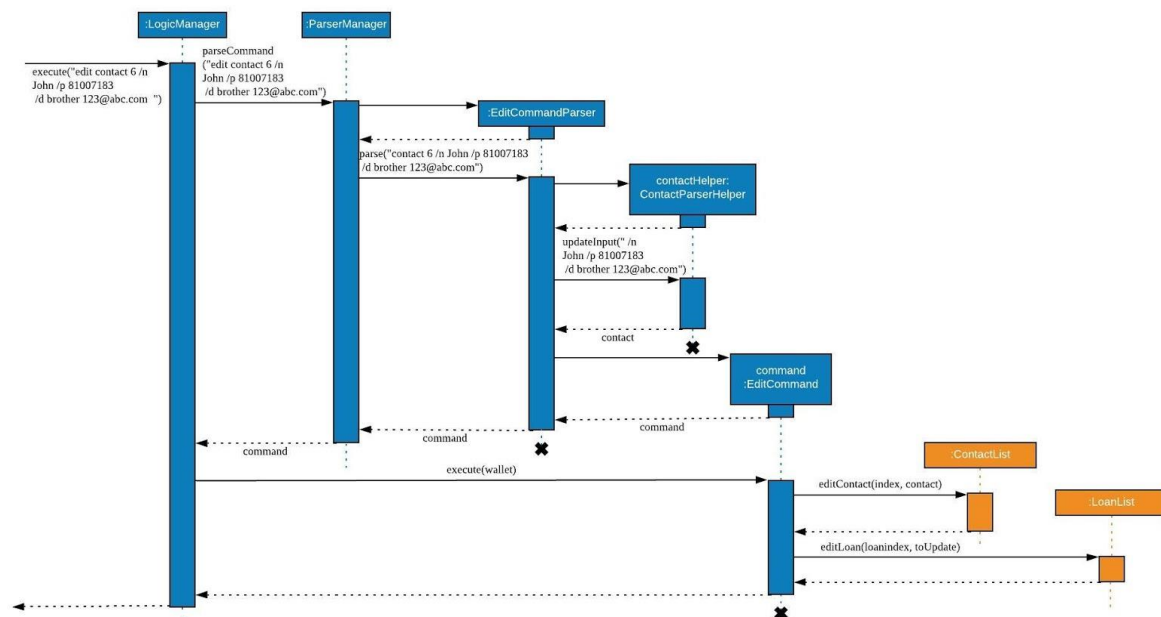 :LogicManager
:ParserManager
execute("edit contact 6 /n
John /p 81007183
/d brother 123@abc.com ")
parseCommand
("edit contact 6 /n
John /p 81007183
/d brother 123@abc.com")
:EditCommandParser
parse("contact 6 /n John /p 81007183
/d brother 123@abc.com")
contactHelper:
ContactParserHelper
updateInput(" /n
John /p 81007183
/d brother 123@abc.com")
contact
command
:EditCommand
command
command
command
:ContactList
execute(wallet)
editContact(index, contact)
:LoanList
editLoan(loanindex, toUpdate)